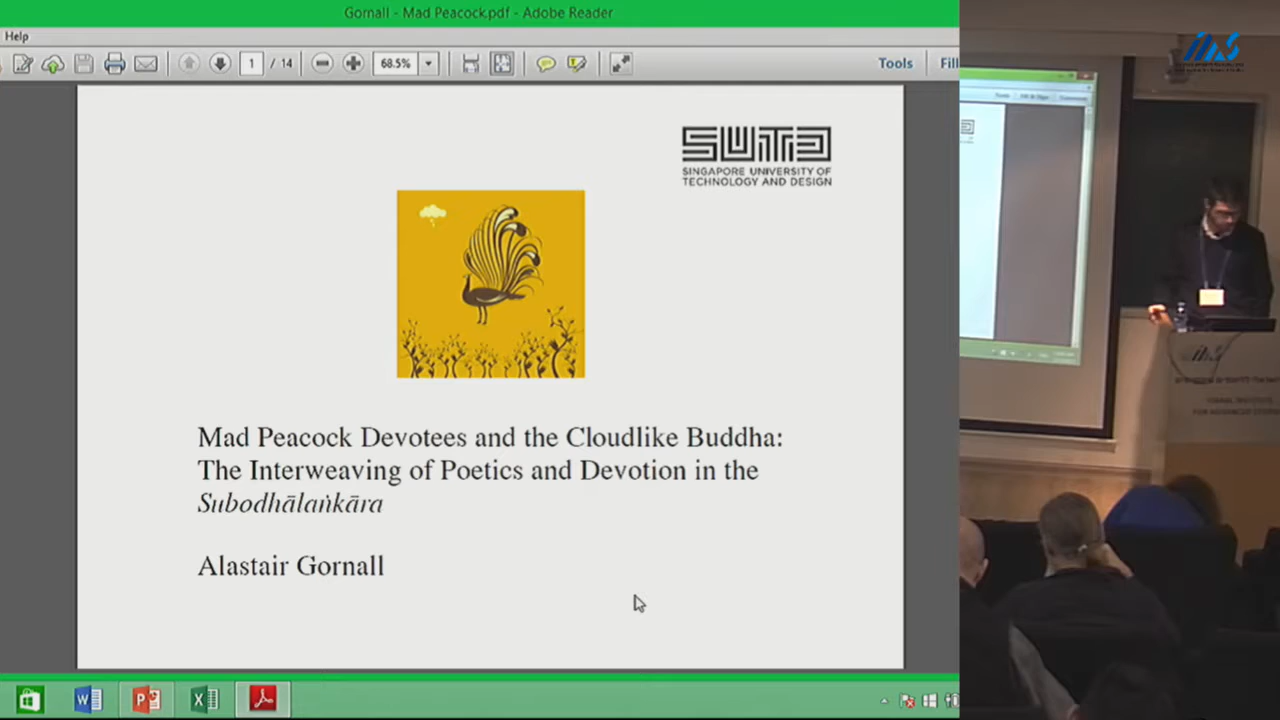 Gornall - Mad Peacock.pdf - Adobe Reader
Help
1 / 14
68.5%
Tools
Fill
SUTD
SINGAPORE UNIVERSITY OF
TECHNOLOGY AND DESIGN
Mad Peacock Devotees and the Cloudlike Buddha:
The Interweaving of Poetics and Devotion in the
Subodhālaṅkāra
Alastair Gornall